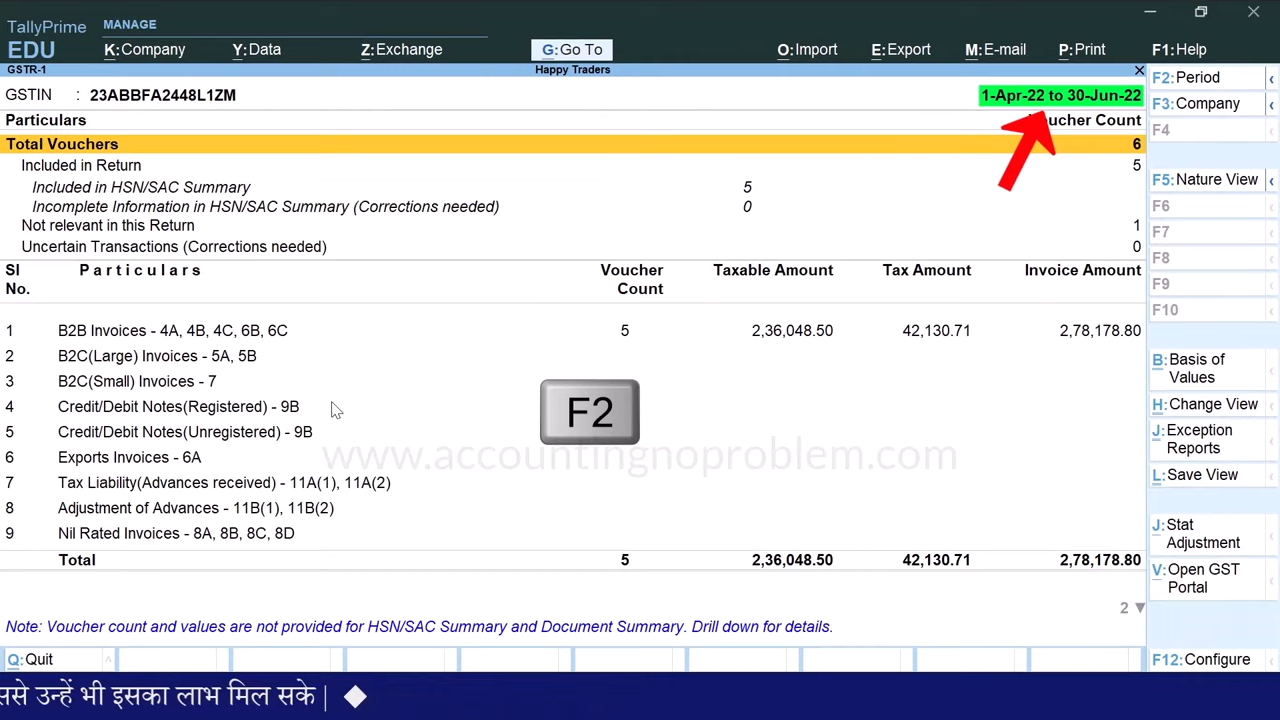 TallyPrime MANAGE
EDU K:Company Y:Data Z:Exchange G:Go To O:Import E:Export M:E-mail P:Print F1:Help
GSTR-1 Happy Traders
GSTIN : 23ABBFA2448L1ZM 1-Apr-22 to 30-Jun-22
Particulars Voucher Count
Total Vouchers 6
Included in Return 5
Included in HSN/SAC Summary 5
Incomplete Information in HSN/SAC Summary (Corrections needed) 0
Not relevant in this Return 1
Uncertain Transactions (Corrections needed) 0
Sl No. Particulars Voucher Count Taxable Amount Tax Amount Invoice Amount
1 B2B Invoices - 4A, 4B, 4C, 6B, 6C 5 2,36,048.50 42,130.71 2,78,178.80
2 B2C(Large) Invoices - 5A, 5B
3 B2C(Small) Invoices - 7
4 Credit/Debit Notes(Registered) - 9B
5 Credit/Debit Notes(Unregistered) - 9B
6 Exports Invoices - 6A
7 Tax Liability(Advances received) - 11A(1), 11A(2)
8 Adjustment of Advances - 11B(1), 11B(2)
9 Nil Rated Invoices - 8A, 8B, 8C, 8D
Total 5 2,36,048.50 42,130.71 2,78,178.80
2
Note: Voucher count and values are not provided for HSN/SAC Summary and Document Summary. Drill down for details.
F2
www.accountingnoproblem.com
F2:Period
F3:Company
F4
F5:Nature View
F6
F7
F8
F9
F10
B:Basis of
Values
H:Change View
J:Exception
Reports
L:Save View
J:Stat
Adjustment
V:Open GST
Portal
Q:Quit F12:Configure
उन्हें भी इसका लाभ मिल सके |